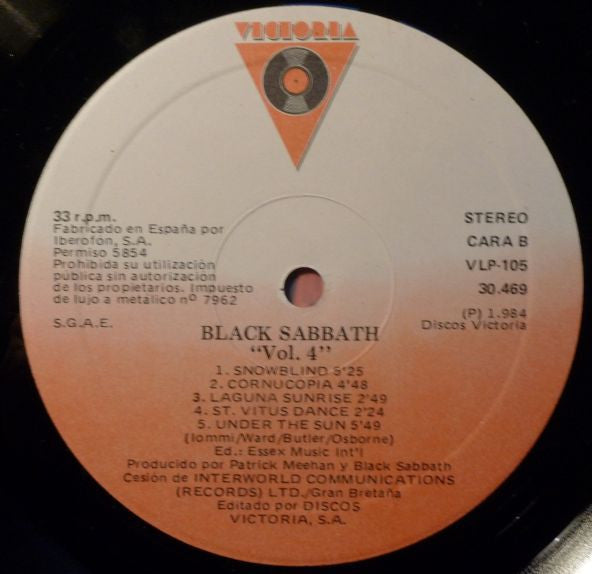 VICTORIA
33 r.p.m.
Fabricado en España por
Iberofon, S.A.
Permiso 5854
Prohibida su utilización
pública sin autorización
de los propietarios. Impuesto
de lujo a metálico nº 7962
S.G.A.E.
STEREO
CARA B
VLP-105
30.469
(P) 1.984
Discos Victoria
BLACK SABBATH
“Vol. 4”
1. SNOWBLIND 5'25
2. CORNUCOPIA 4'48
3. LAGUNA SUNRISE 2'49
4. ST. VITUS DANCE 2'24
5. UNDER THE SUN 5'49
(Iommi/Ward/Butler/Osborne)
Ed.: Essex Music Int'l
Producido por Patrick Meehan y Black Sabbath
Cesión de INTERWORLD COMMUNICATIONS
(RECORDS) LTD./Gran Bretaña
Editado por DISCOS
VICTORIA, S.A.